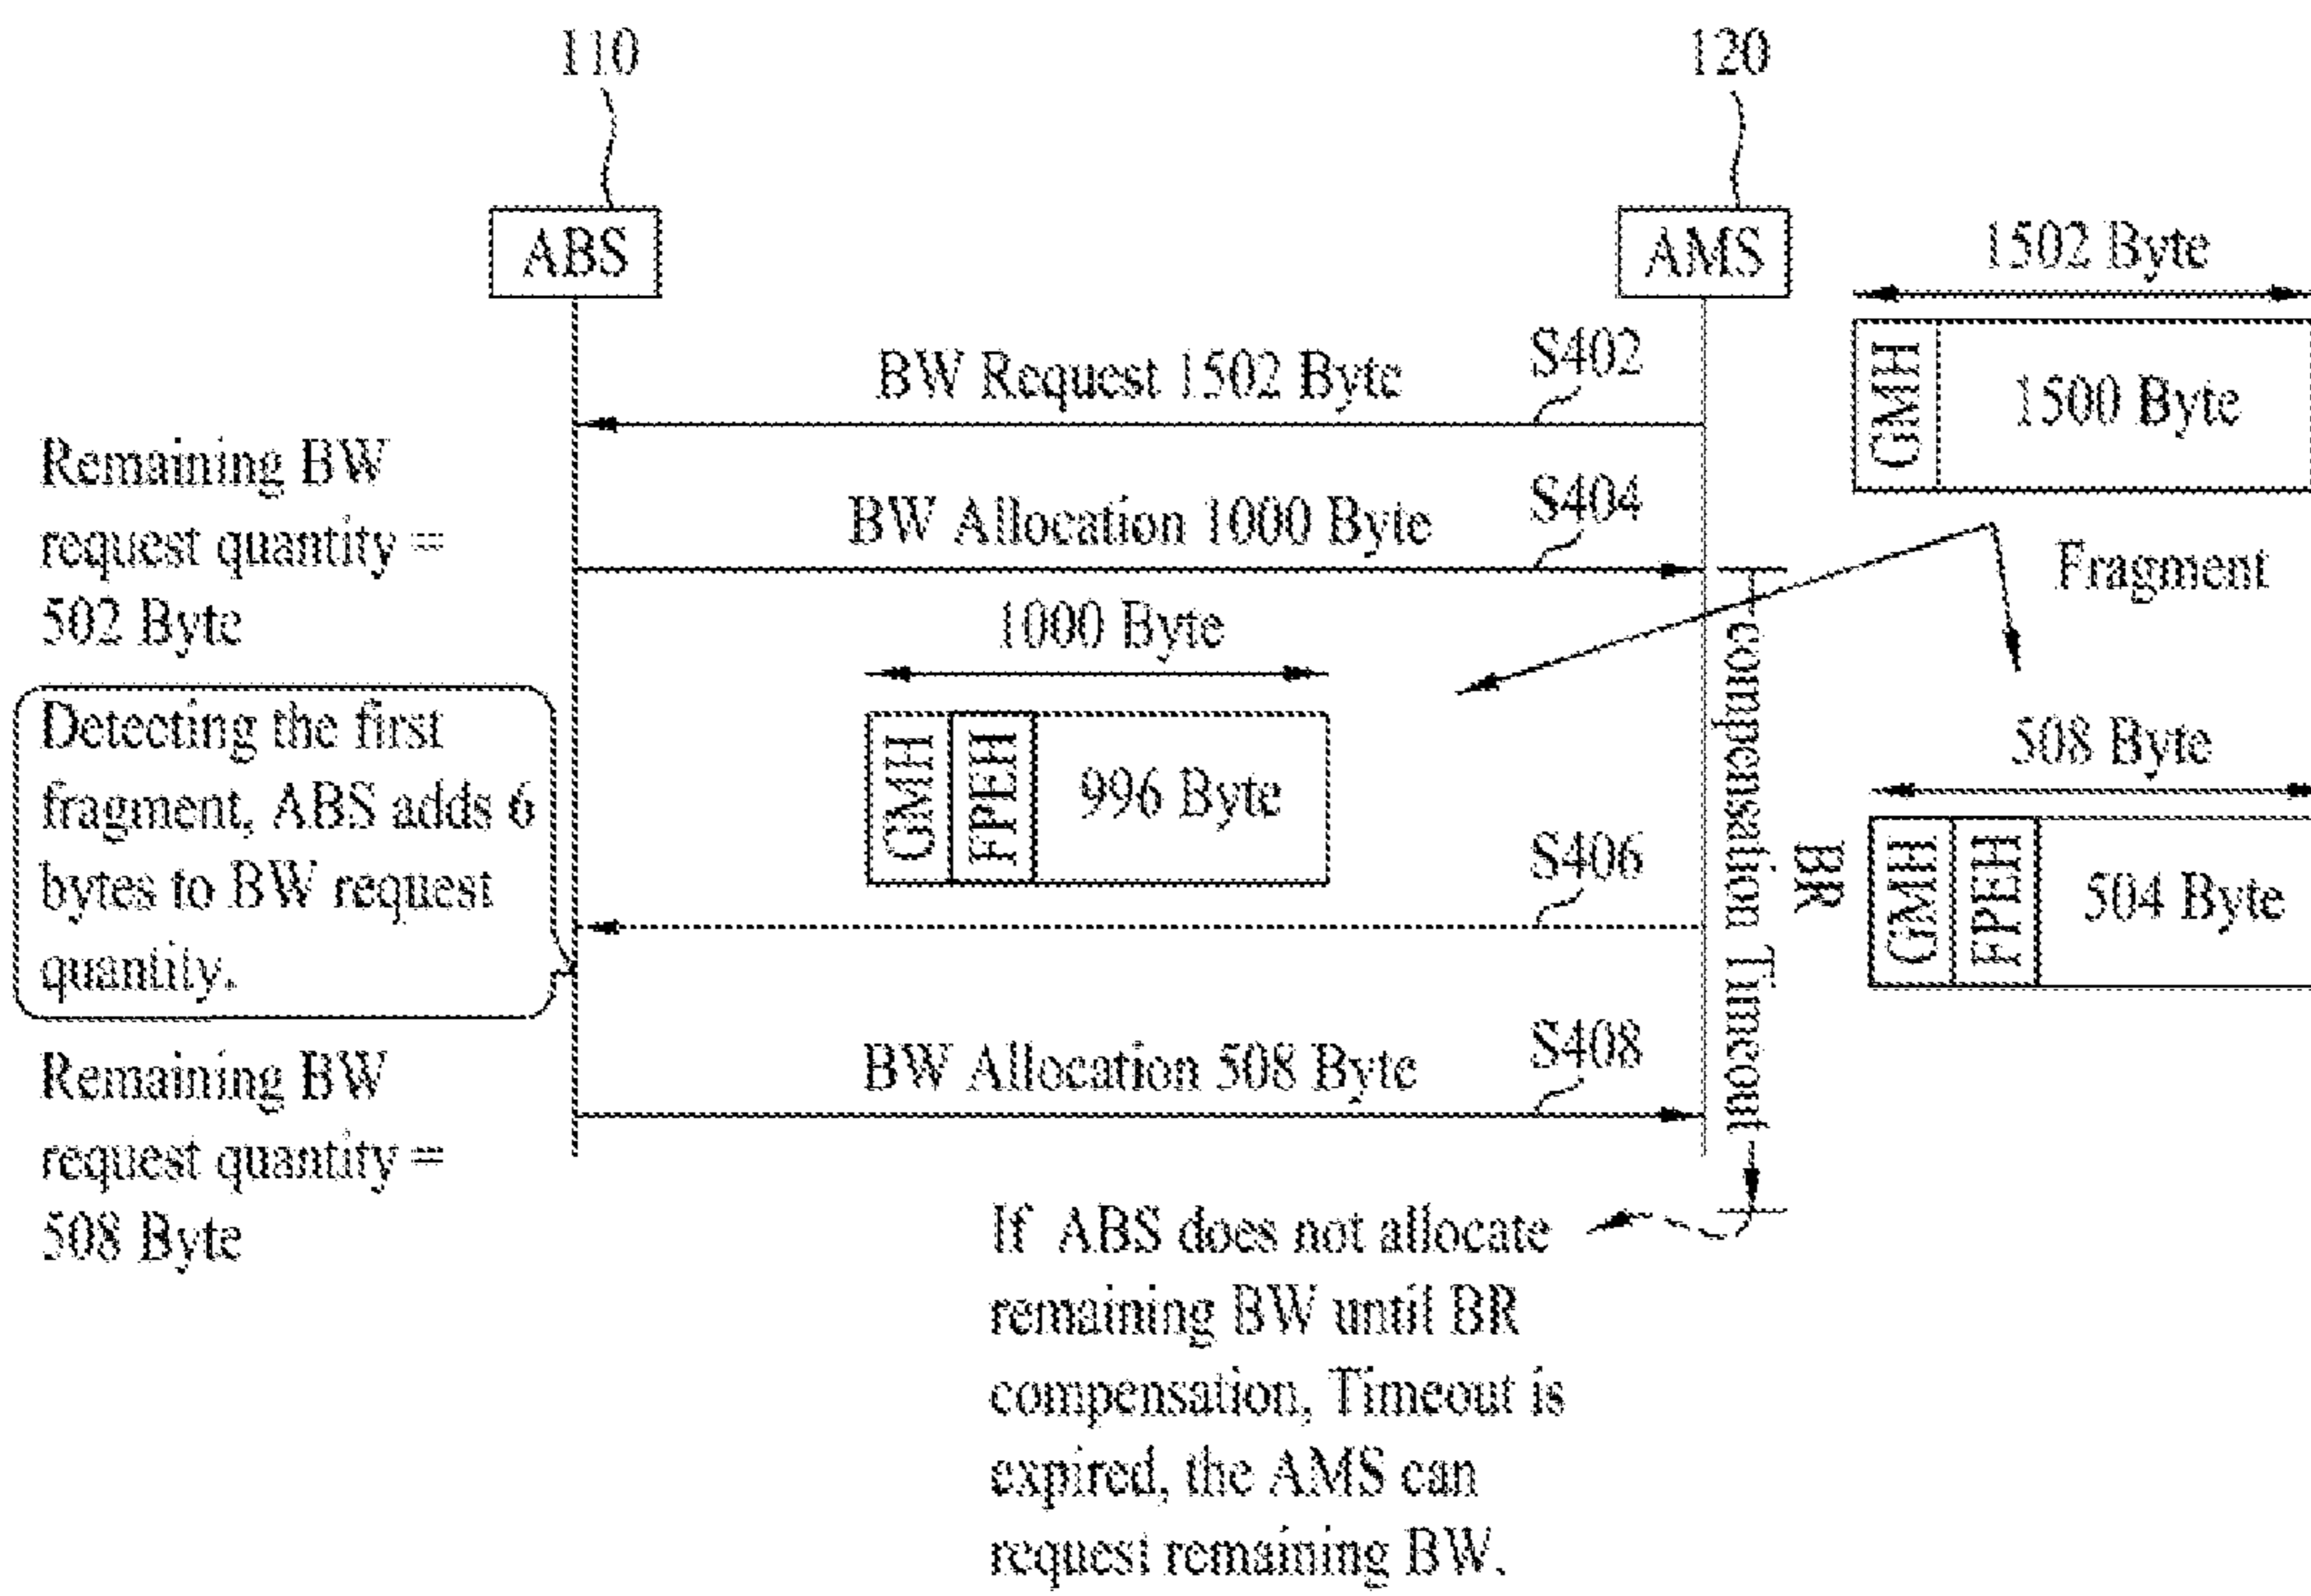 110
120
ABS
AMS
1502 Byte
GMH
1500 Byte
BW Request 1502 Byte
S402
Remaining BW
request quantity =
502 Byte
BW Allocation 1000 Byte
S404
Fragment
1000 Byte
GMH
FPEH
996 Byte
Detecting the first
fragment, ABS adds 6
bytes to BW request
quantity.
S406
BR
compensation Timeout
508 Byte
GMH
FPEH
504 Byte
BW Allocation 508 Byte
S408
Remaining BW
request quantity =
508 Byte
If ABS does not allocate
remaining BW until BR
compensation, Timeout is
expired, the AMS can
request remaining BW.